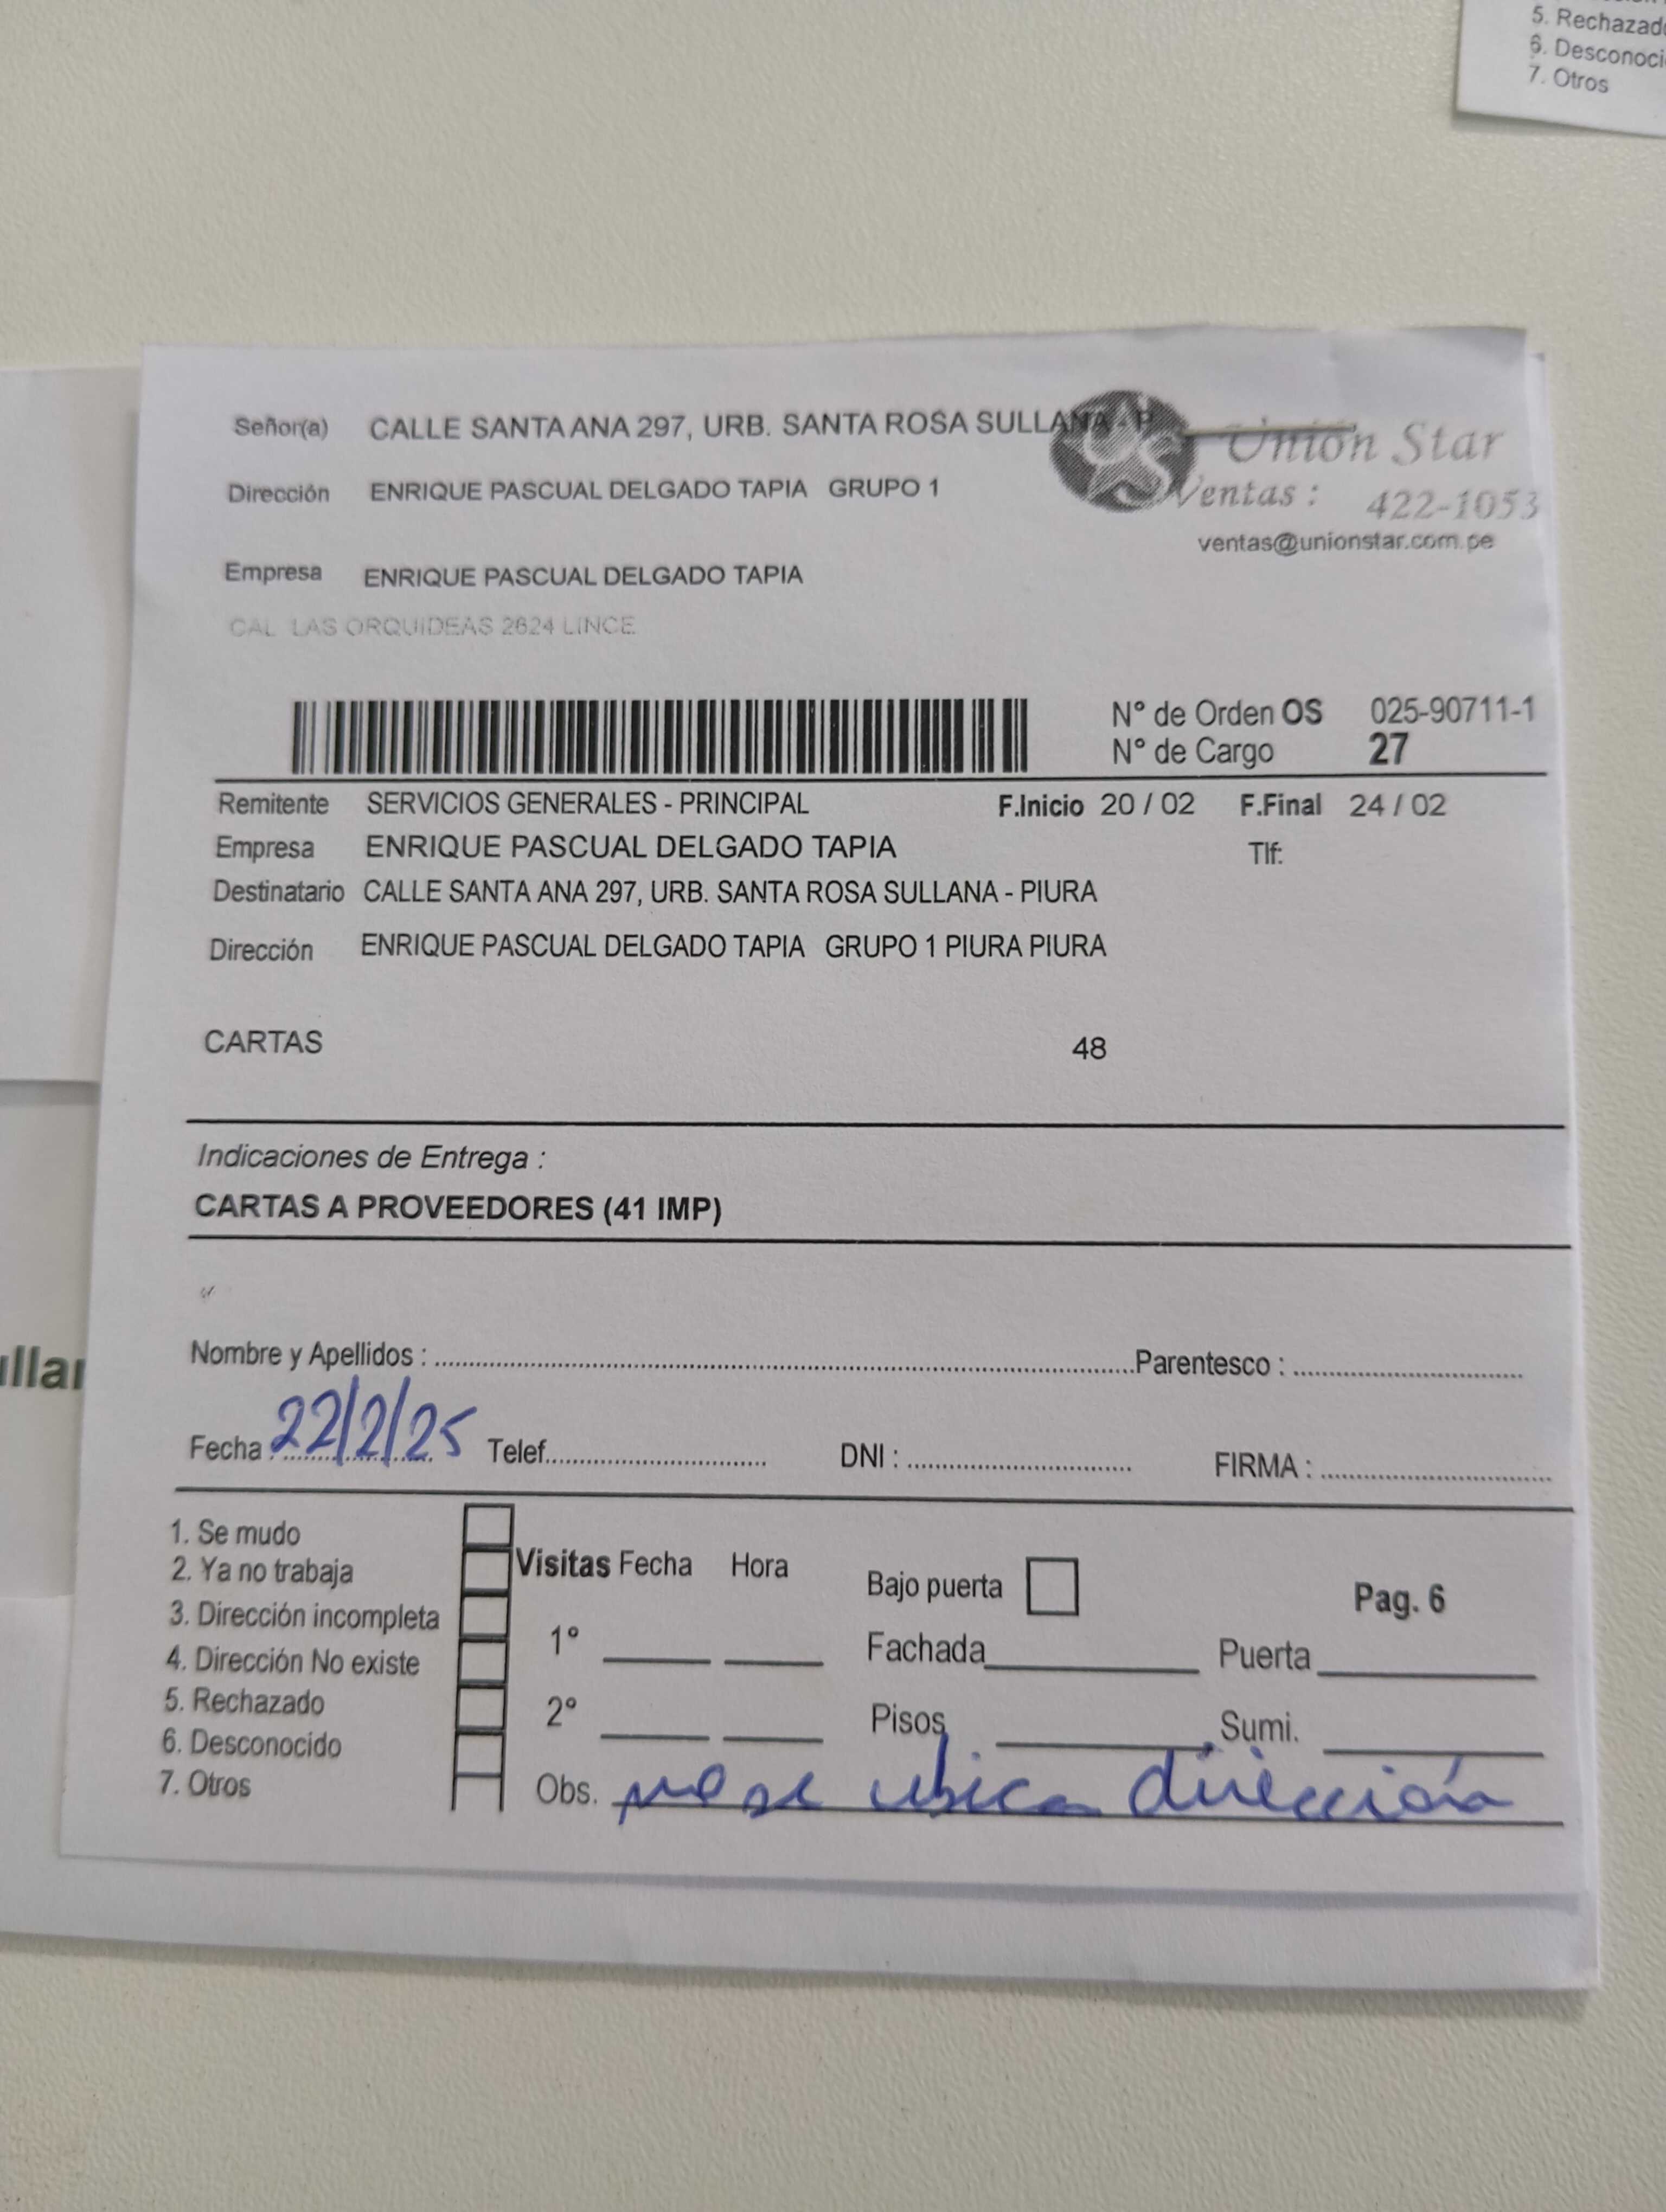 5. Rechazado
6. Desconoci
7. Otros
Señor(a) CALLE SANTA ANA 297, URB. SANTA ROSA SULLANA - P
Unión Star
Dirección ENRIQUE PASCUAL DELGADO TAPIA GRUPO 1
Ventas : 422-1053
ventas@unionstar.com.pe
Empresa ENRIQUE PASCUAL DELGADO TAPIA
CAL LAS ORQUIDEAS 2624 LINCE
N° de Orden OS 025-90711-1
N° de Cargo 27
Remitente SERVICIOS GENERALES - PRINCIPAL F.Inicio 20 / 02 F.Final 24 / 02
Empresa ENRIQUE PASCUAL DELGADO TAPIA Tlf:
Destinatario CALLE SANTA ANA 297, URB. SANTA ROSA SULLANA - PIURA
Dirección ENRIQUE PASCUAL DELGADO TAPIA GRUPO 1 PIURA PIURA
CARTAS 48
Indicaciones de Entrega :
CARTAS A PROVEEDORES (41 IMP)
Nombre y Apellidos : Parentesco :
Fecha : 22/2/25 Telef. DNI : FIRMA :
1. Se mudo
2. Ya no trabaja
3. Dirección incompleta
4. Dirección No existe
5. Rechazado
6. Desconocido
7. Otros
Visitas Fecha Hora
1°
2°
Bajo puerta Pag. 6
Fachada Puerta
Pisos Sumi.
Obs. no se ubica dirección